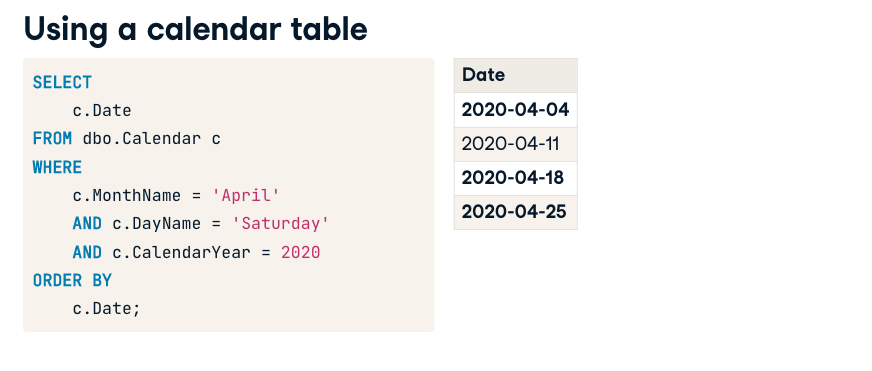 Using a calendar table
SELECT
    c.Date
FROM dbo.Calendar c
WHERE
    c.MonthName = 'April'
    AND c.DayName = 'Saturday'
    AND c.CalendarYear = 2020
ORDER BY
    c.Date;
Date
2020-04-04
2020-04-11
2020-04-18
2020-04-25